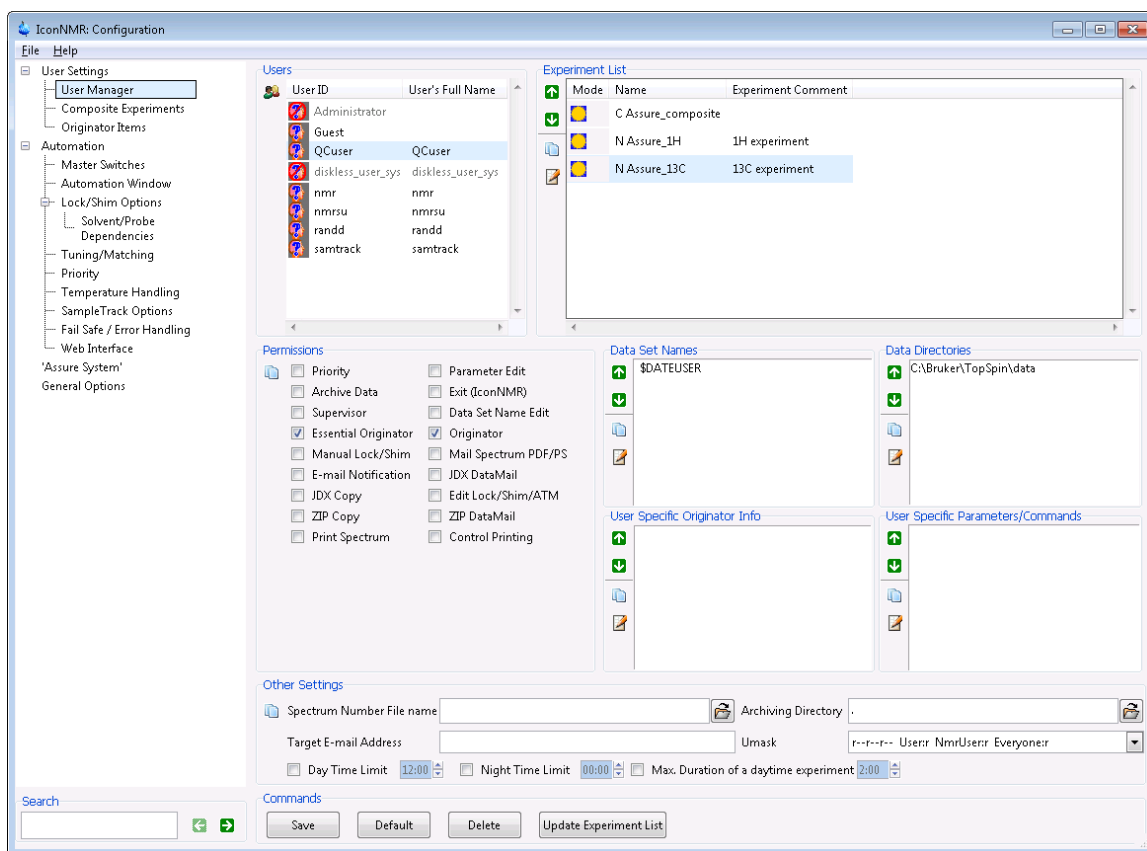 IconNMR: Configuration
File Help
User Settings
User Manager
Composite Experiments
Originator Items
Automation
Master Switches
Automation Window
Lock/Shim Options
Solvent/Probe
Dependencies
Tuning/Matching
Priority
Temperature Handling
SampleTrack Options
Fail Safe / Error Handling
Web Interface
'Assure System'
General Options
Search
Users
User ID User's Full Name
Administrator
Guest
QCuser QCuser
diskless_user_sys diskless_user_sys
nmr nmr
nmrsu nmrsu
randd randd
samtrack samtrack
Experiment List
Mode Name Experiment Comment
C Assure_composite
N Assure_1H 1H experiment
N Assure_13C 13C experiment
Permissions
Priority Parameter Edit
Archive Data Exit (IconNMR)
Supervisor Data Set Name Edit
Essential Originator Originator
Manual Lock/Shim Mail Spectrum PDF/PS
E-mail Notification JDX DataMail
JDX Copy Edit Lock/Shim/ATM
ZIP Copy ZIP DataMail
Print Spectrum Control Printing
Data Set Names
$DATEUSER
Data Directories
C:\Bruker\TopSpin\data
User Specific Originator Info
User Specific Parameters/Commands
Other Settings
Spectrum Number File name Archiving Directory .
Target E-mail Address Umask r--r--r-- User:r NmrUser:r Everyone:r
Day Time Limit 12:00 Night Time Limit 00:00 Max. Duration of a daytime experiment 2:00
Commands
Save Default Delete Update Experiment List